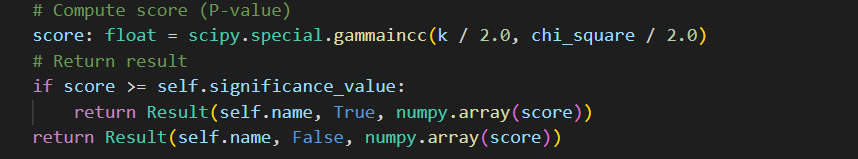 # Compute score (P-value)
score: float = scipy.special.gammaincc(k / 2.0, chi_square / 2.0)
# Return result
if score >= self.significance_value:
    return Result(self.name, True, numpy.array(score))
return Result(self.name, False, numpy.array(score))